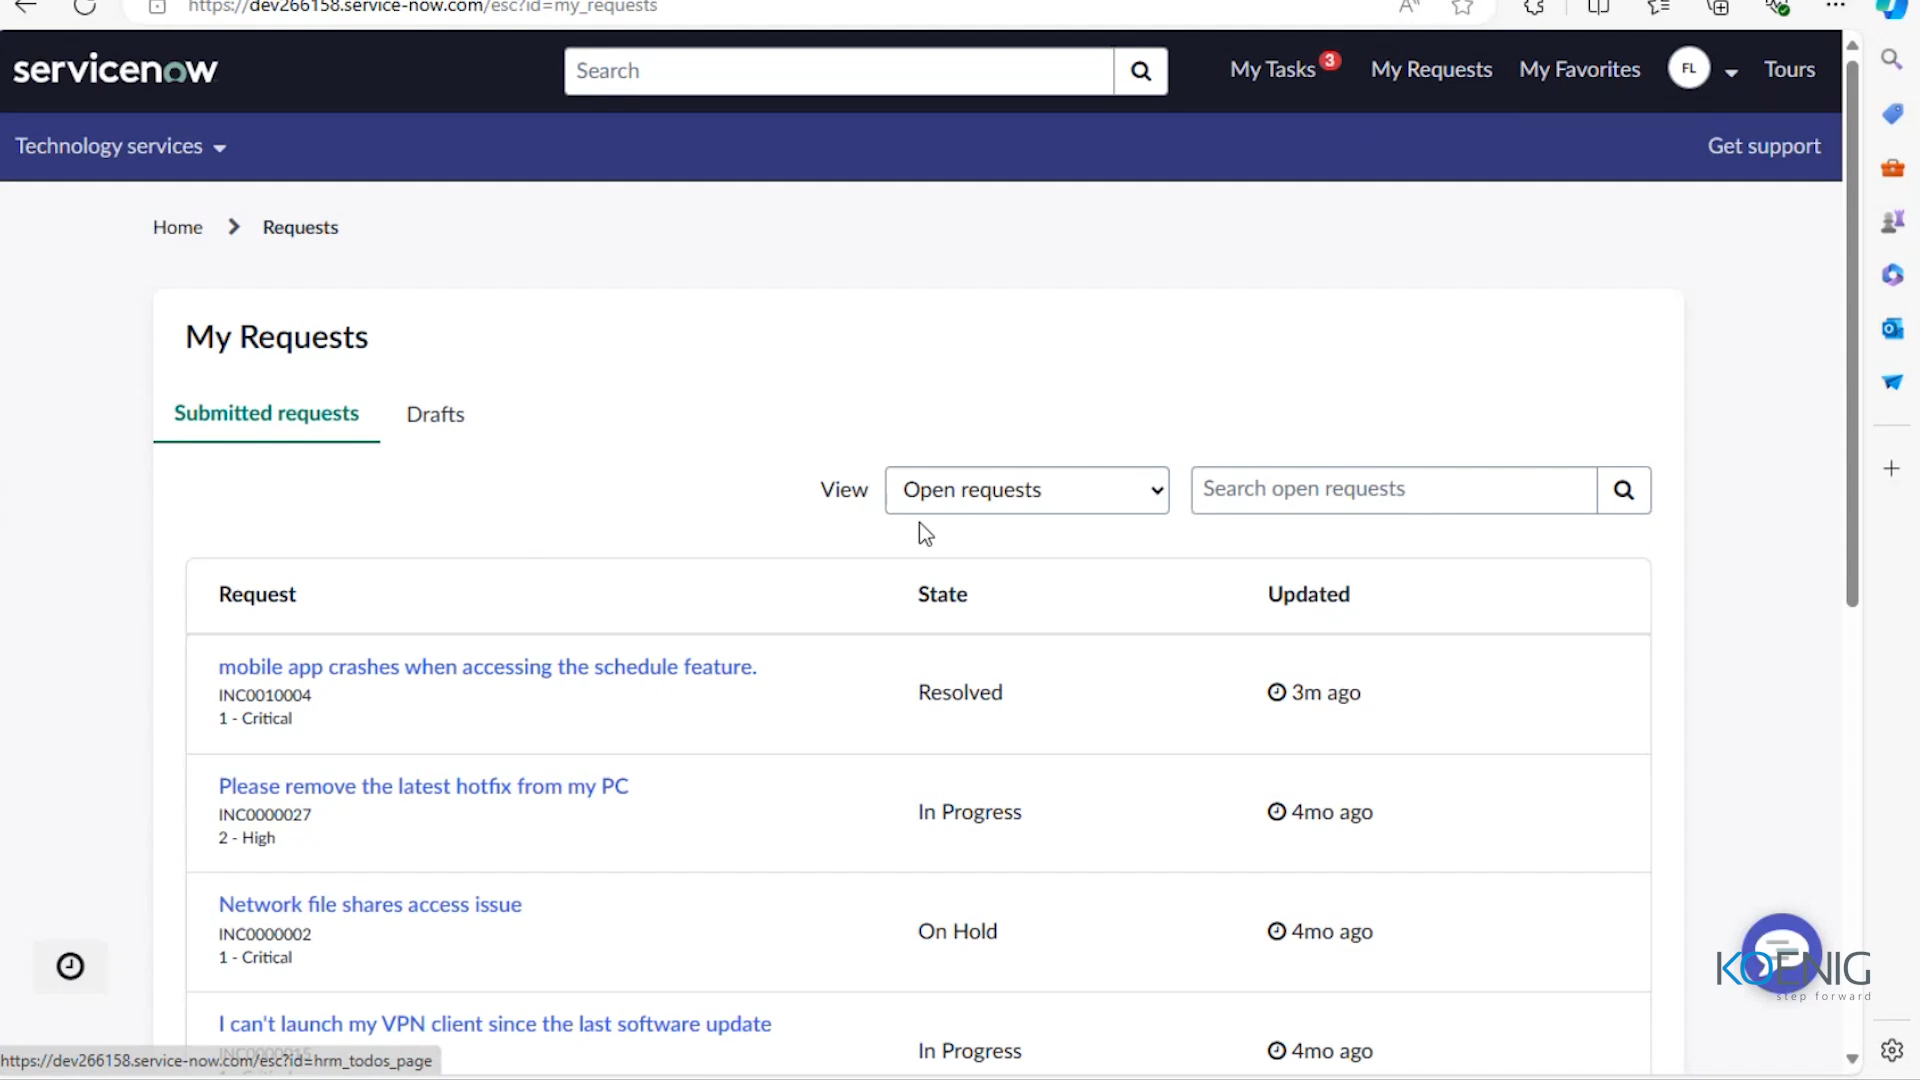 https://dev266158.service-now.com/esc?id=my_requests
servicenow
Search
My Tasks 3
My Requests
My Favorites
FL
Tours
Technology services
Get support
Home
Requests
My Requests
Submitted requests
Drafts
View
Open requests
Search open requests
Request
State
Updated
mobile app crashes when accessing the schedule feature.
INC0010004
1 - Critical
Resolved
3m ago
Please remove the latest hotfix from my PC
INC0000027
2 - High
In Progress
4mo ago
Network file shares access issue
INC0000002
1 - Critical
On Hold
4mo ago
I can't launch my VPN client since the last software update
In Progress
4mo ago
https://dev266158.service-now.com/esc?id=hrm_todos_page
KOENIG
step forward